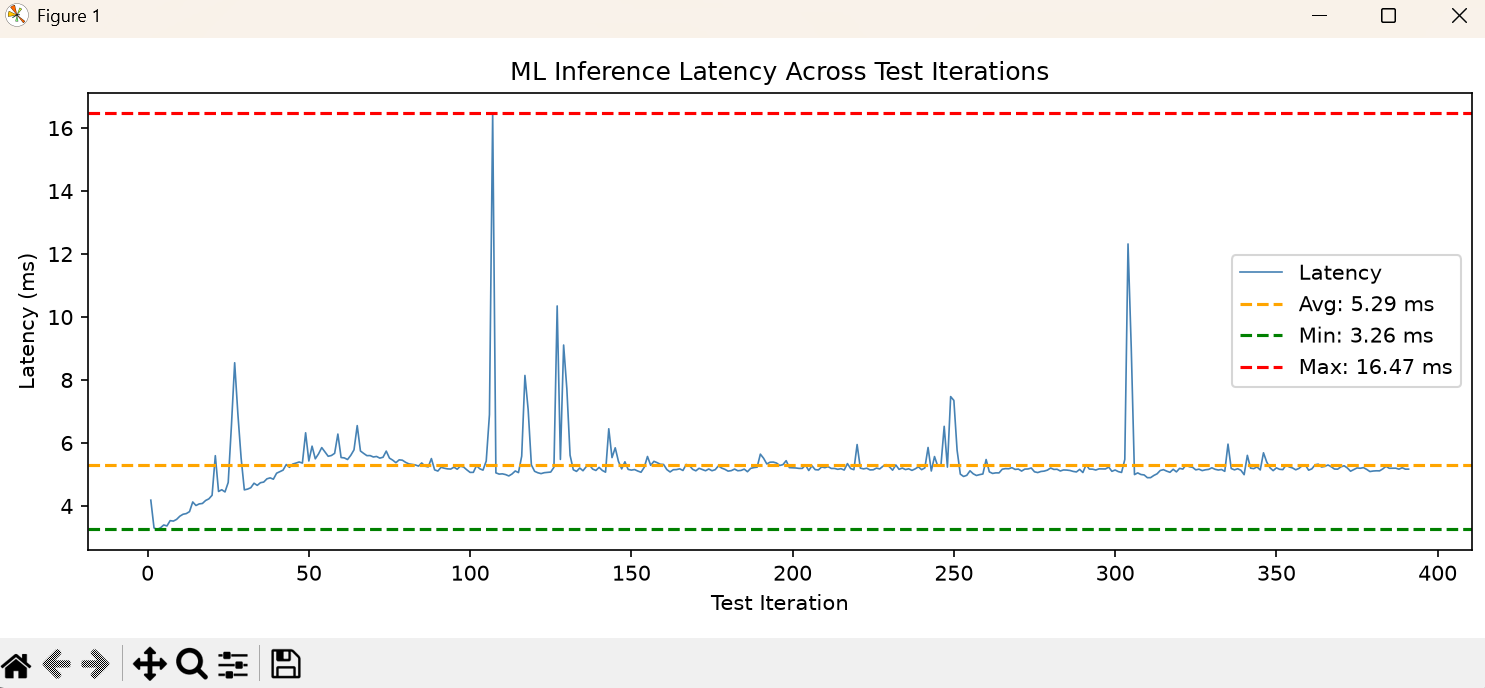 Figure 1
ML Inference Latency Across Test Iterations
16
14
12
10
8
6
4
Latency (ms)
Latency
Avg: 5.29 ms
Min: 3.26 ms
Max: 16.47 ms
0 50 100 150 200 250 300 350 400
Test Iteration